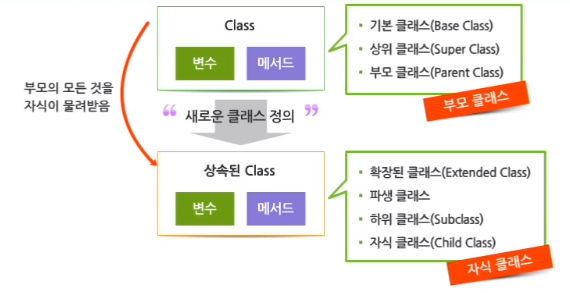 Class
변수 메서드
부모의 모든 것을
자식이 물려받음
▪ 기본 클래스(Base Class)
▪ 상위 클래스(Super Class)
▪ 부모 클래스(Parent Class)
부모 클래스
“ 새로운 클래스 정의 ”
상속된 Class
변수 메서드
▪ 확장된 클래스(Extended Class)
▪ 파생 클래스
▪ 하위 클래스(Subclass)
▪ 자식 클래스(Child Class)
자식 클래스